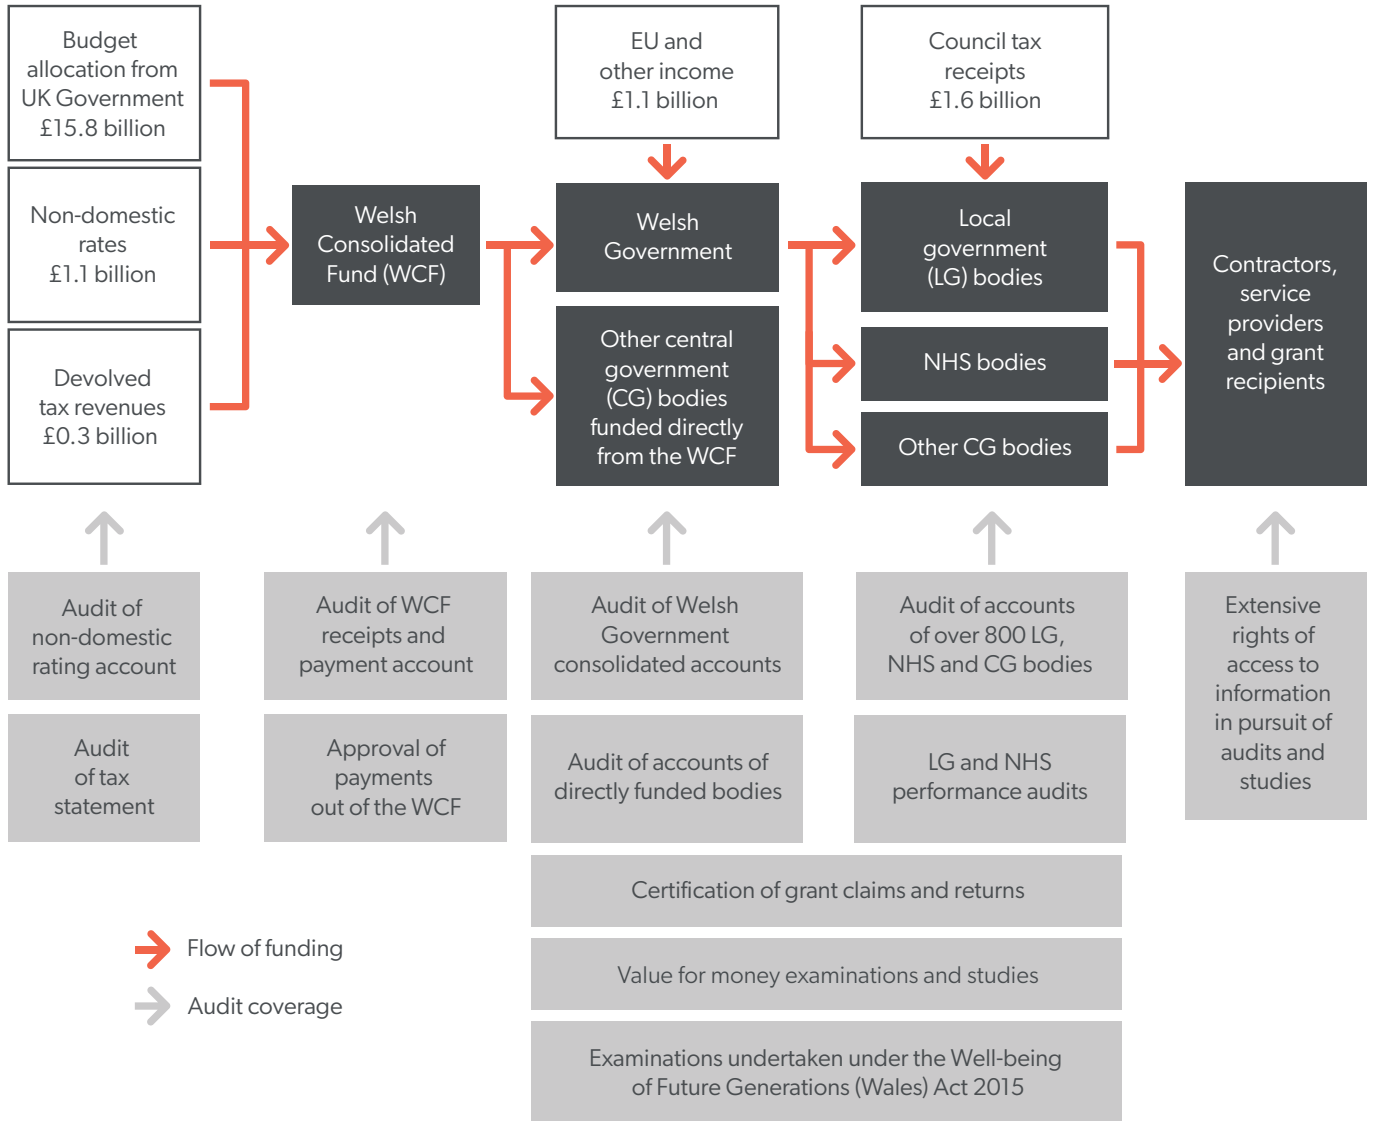 Budget
allocation from
UK Government
£15.8 billion
Non-domestic
rates
£1.1 billion
Devolved
tax revenues
£0.3 billion
Welsh
Consolidated
Fund (WCF)
EU and
other income
£1.1 billion
Welsh
Government
Other central
government
(CG) bodies
funded directly
from the WCF
Council tax
receipts
£1.6 billion
Local
government
(LG) bodies
NHS bodies
Other CG bodies
Contractors,
service
providers
and grant
recipients
Audit of
non-domestic
rating account
Audit
of tax
statement
Audit of WCF
receipts and
payment account
Approval of
payments
out of the WCF
Audit of Welsh
Government
consolidated accounts
Audit of accounts of
directly funded bodies
Audit of accounts
of over 800 LG,
NHS and CG bodies
LG and NHS
performance audits
Extensive
rights of
access to
information
in pursuit of
audits and
studies
Certification of grant claims and returns
Value for money examinations and studies
Examinations undertaken under the Well-being
of Future Generations (Wales) Act 2015
Flow of funding
Audit coverage